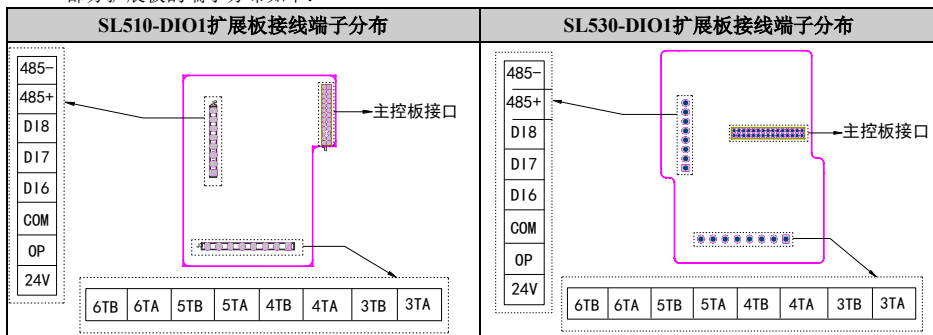 SL510-DIO1扩展板接线端子分布
485-
485+
DI8
DI7
DI6
COM
OP
24V
主控板接口
6TB 6TA 5TB 5TA 4TB 4TA 3TB 3TA
SL530-DIO1扩展板接线端子分布
485-
485+
DI8
DI7
DI6
COM
OP
24V
主控板接口
6TB 6TA 5TB 5TA 4TB 4TA 3TB 3TA